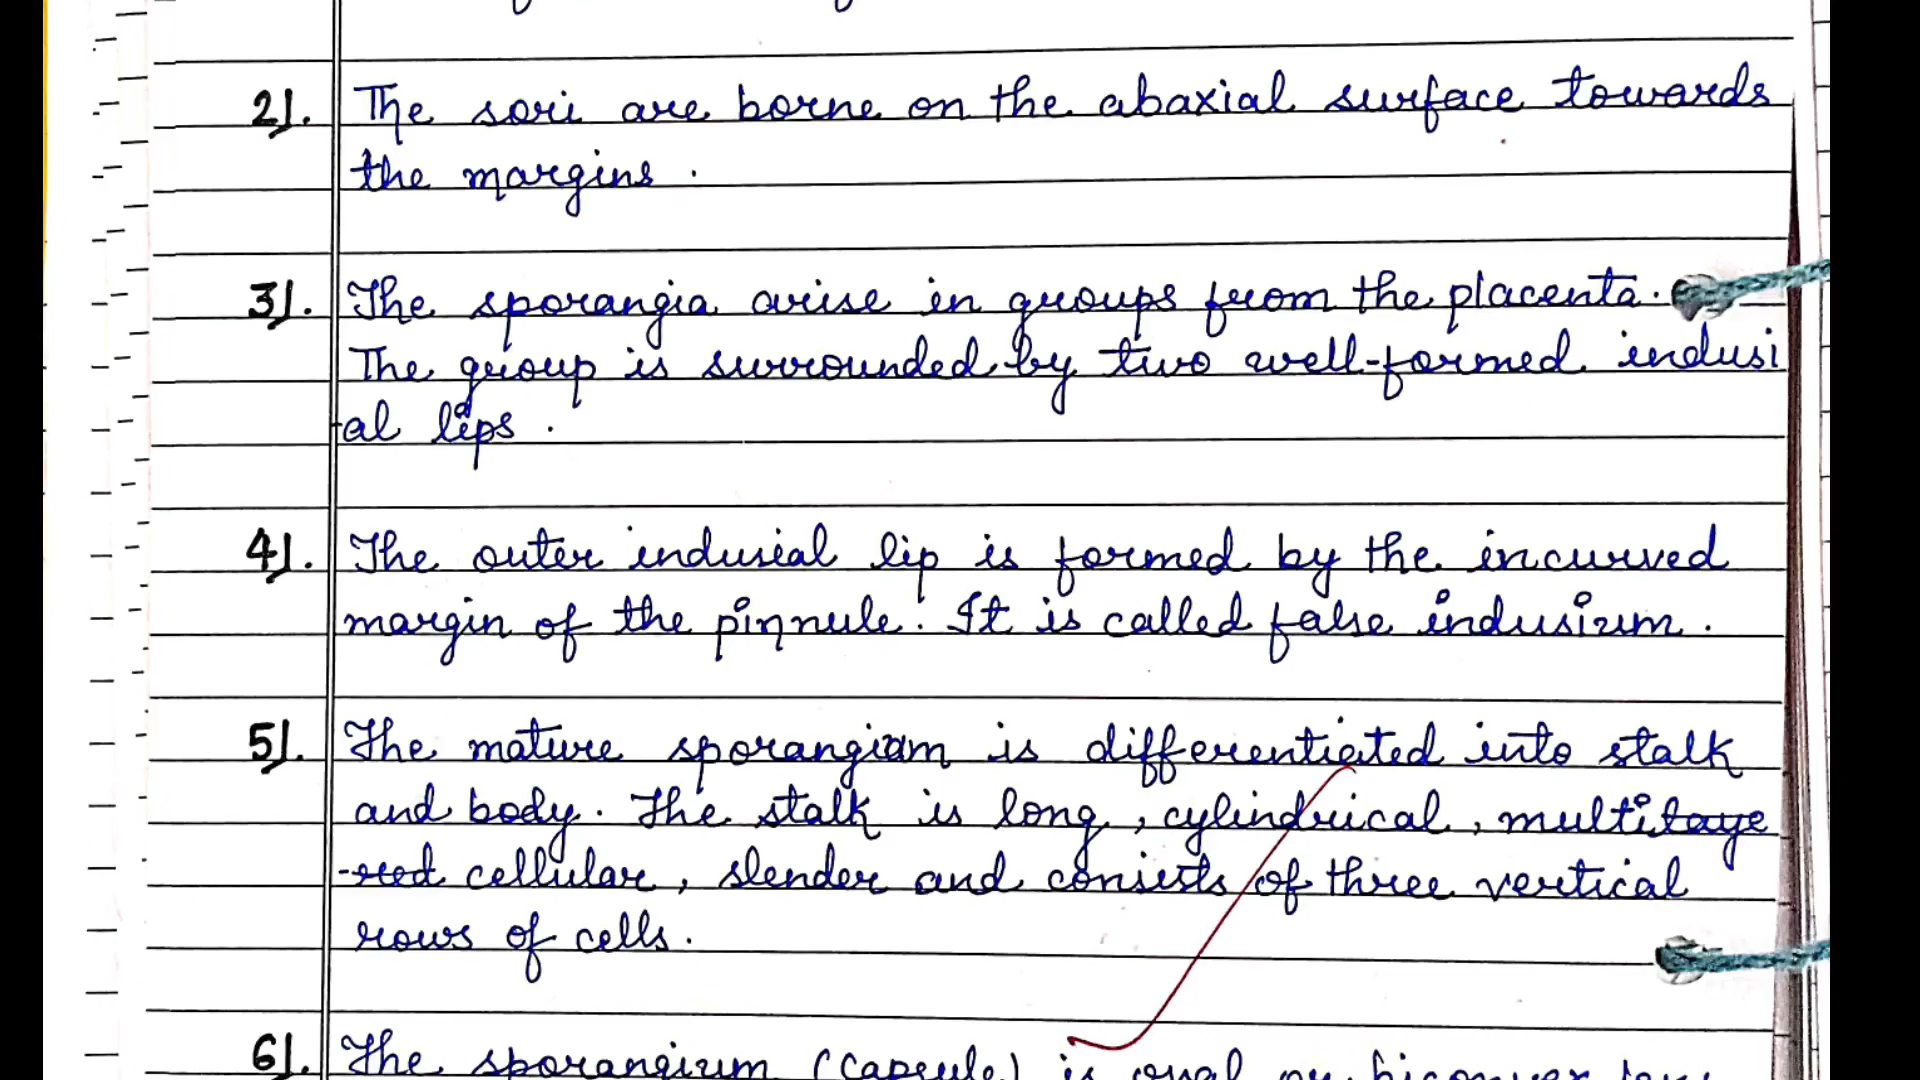 2). The sori are borne on the abaxial surface towards
the margins.
3). The sporangia arise in groups from the placenta.
The group is surrounded by two well-formed indusi
-al lips.
4). The outer indusial lip is formed by the incurved
margin of the pinnule. It is called false indusium.
5). The mature sporangium is differentiated into stalk
and body. The stalk is long, cylindrical, multilaye
-red cellular, slender and consists of three vertical
rows of cells.
6). The sporangium (capsule) is oval or biconvex